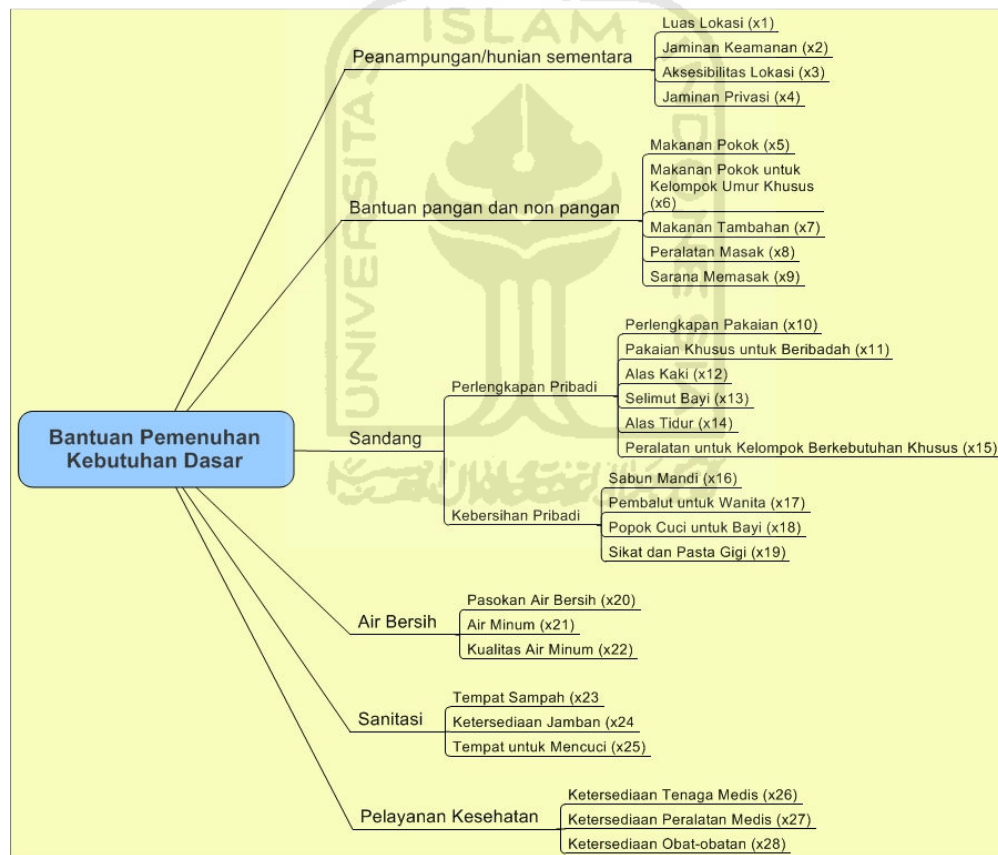 ISLAM
UNIVERSITAS
INDONESIA
Bantuan Pemenuhan
Kebutuhan Dasar
Peanampungan/hunian sementara
Luas Lokasi (x1)
Jaminan Keamanan (x2)
Aksesibilitas Lokasi (x3)
Jaminan Privasi (x4)
Bantuan pangan dan non pangan
Makanan Pokok (x5)
Makanan Pokok untuk
Kelompok Umur Khusus
(x6)
Makanan Tambahan (x7)
Peralatan Masak (x8)
Sarana Memasak (x9)
Sandang
Perlengkapan Pribadi
Perlengkapan Pakaian (x10)
Pakaian Khusus untuk Beribadah (x11)
Alas Kaki (x12)
Selimut Bayi (x13)
Alas Tidur (x14)
Peralatan untuk Kelompok Berkebutuhan Khusus (x15)
Kebersihan Pribadi
Sabun Mandi (x16)
Pembalut untuk Wanita (x17)
Popok Cuci untuk Bayi (x18)
Sikat dan Pasta Gigi (x19)
Air Bersih
Pasokan Air Bersih (x20)
Air Minum (x21)
Kualitas Air Minum (x22)
Sanitasi
Tempat Sampah (x23
Ketersediaan Jamban (x24
Tempat untuk Mencuci (x25)
Pelayanan Kesehatan
Ketersediaan Tenaga Medis (x26)
Ketersediaan Peralatan Medis (x27)
Ketersediaan Obat-obatan (x28)